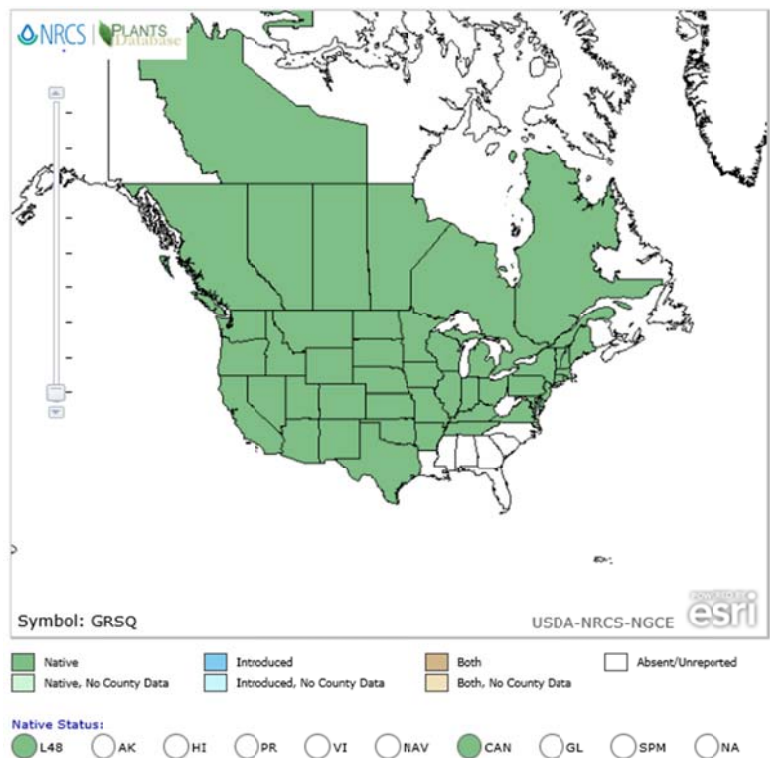 NRCS | PLANTS
Database
Symbol: GRSQ
USDA-NRCS-NGCE
POWERED BY
esri
Native
Introduced
Both
Absent/Unreported
Native, No County Data
Introduced, No County Data
Both, No County Data
Native Status:
L48 AK HI PR VI NAV CAN GL SPM NA